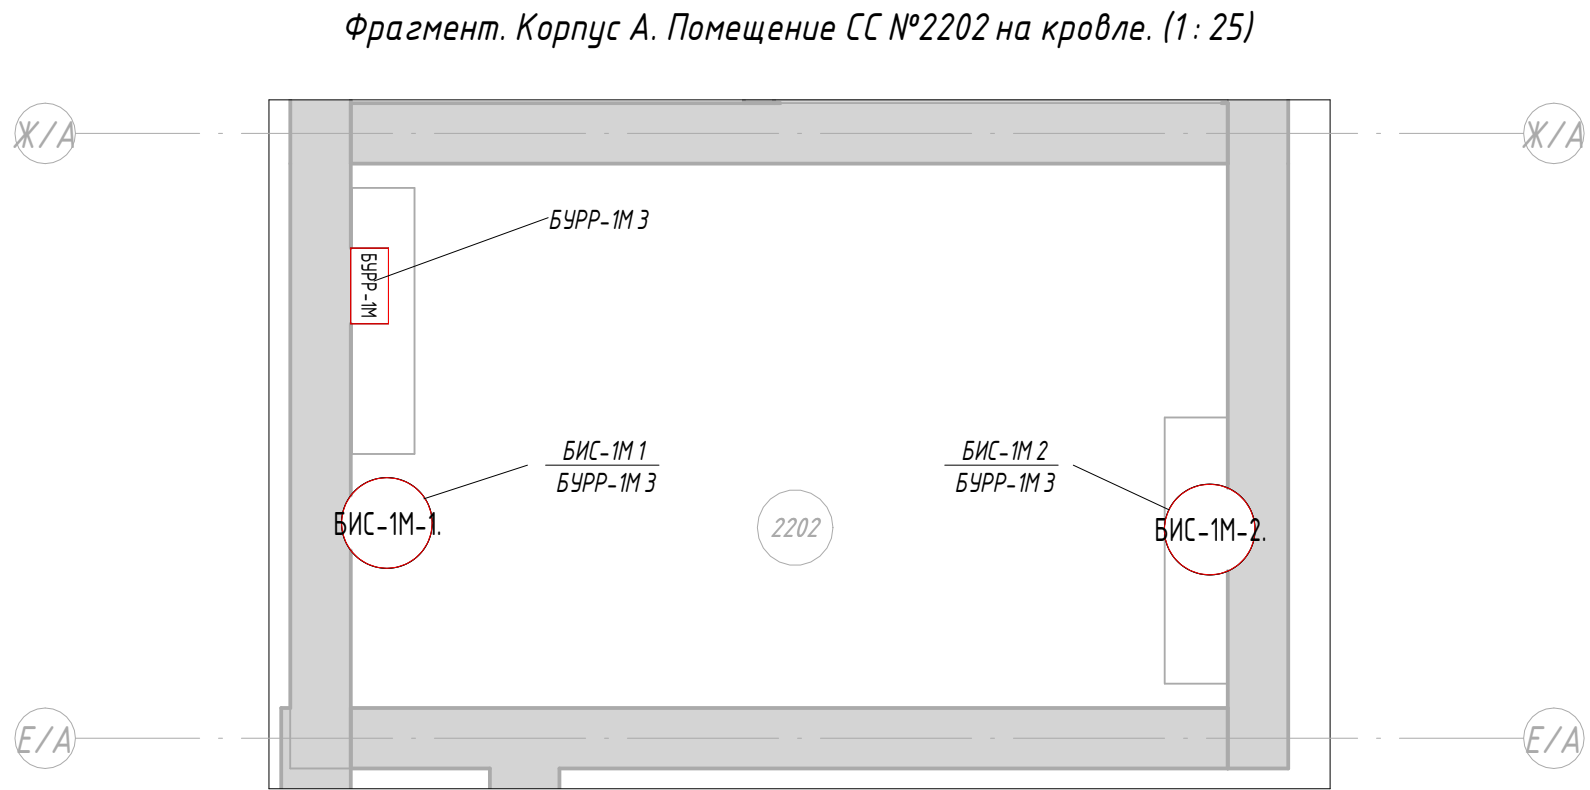 Фрагмент. Корпус А. Помещение СС №2202 на кровле. (1 : 25)
Ж/А
Ж/А
БУРР-1М 3
БУРР-1М
БИС-1М 1
БУРР-1М 3
БИС-1М 2
БУРР-1М 3
БИС-1М-1.
2202
БИС-1М-2.
Е/А
Е/А